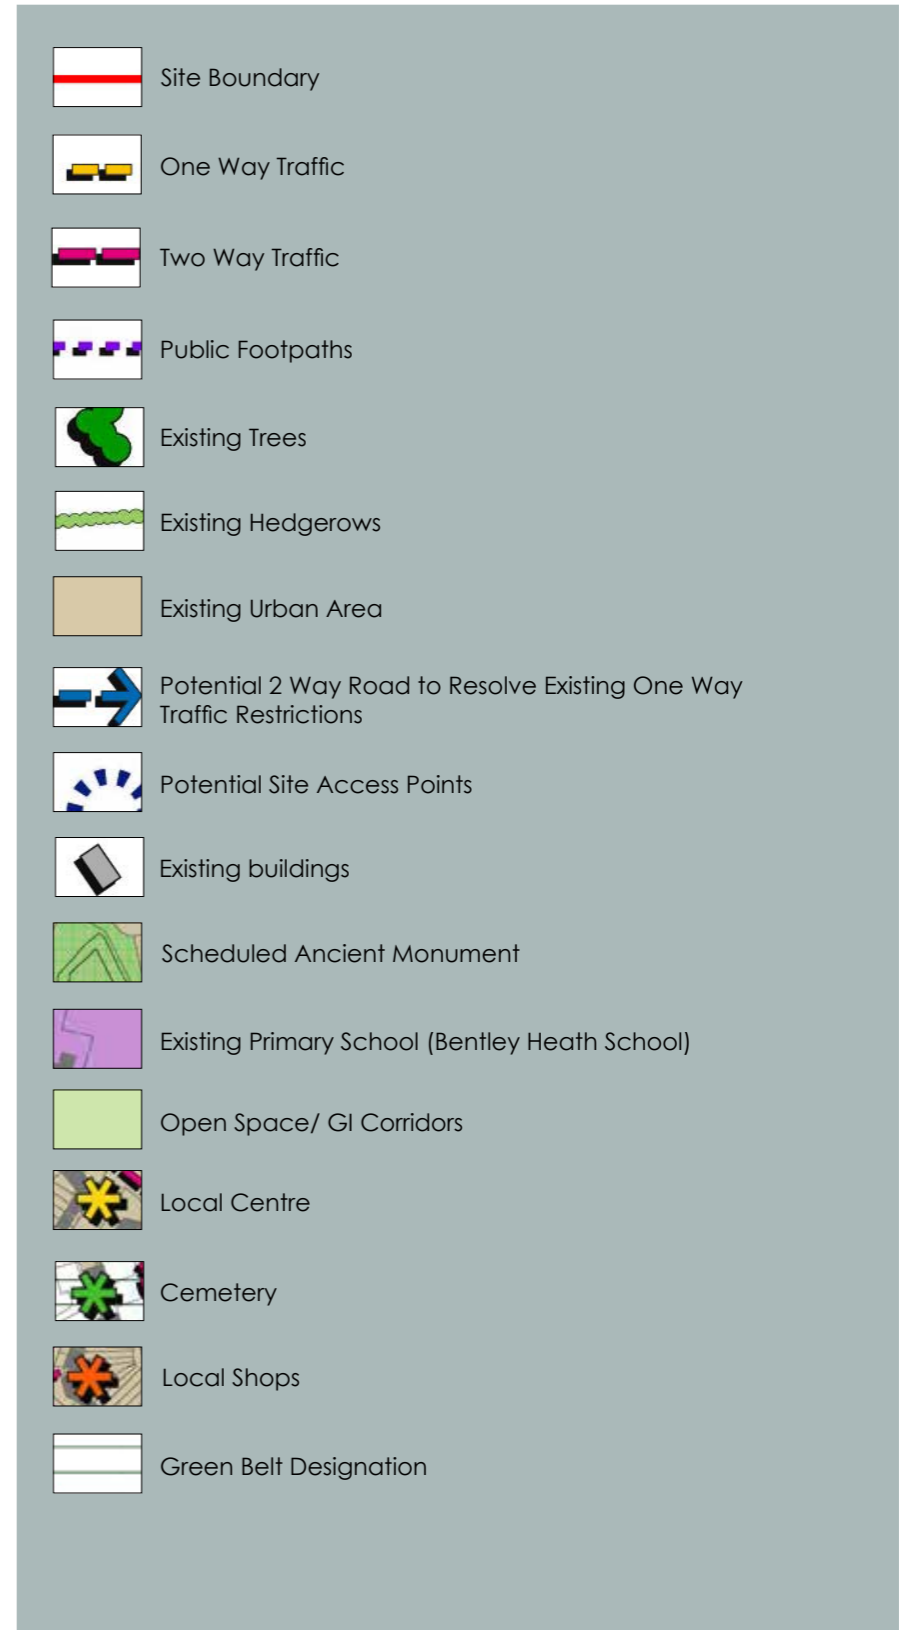 Site Boundary
One Way Traffic
Two Way Traffic
Public Footpaths
Existing Trees
Existing Hedgerows
Existing Urban Area
Potential 2 Way Road to Resolve Existing One Way
Traffic Restrictions
Potential Site Access Points
Existing buildings
Scheduled Ancient Monument
Existing Primary School (Bentley Heath School)
Open Space/ GI Corridors
Local Centre
Cemetery
Local Shops
Green Belt Designation